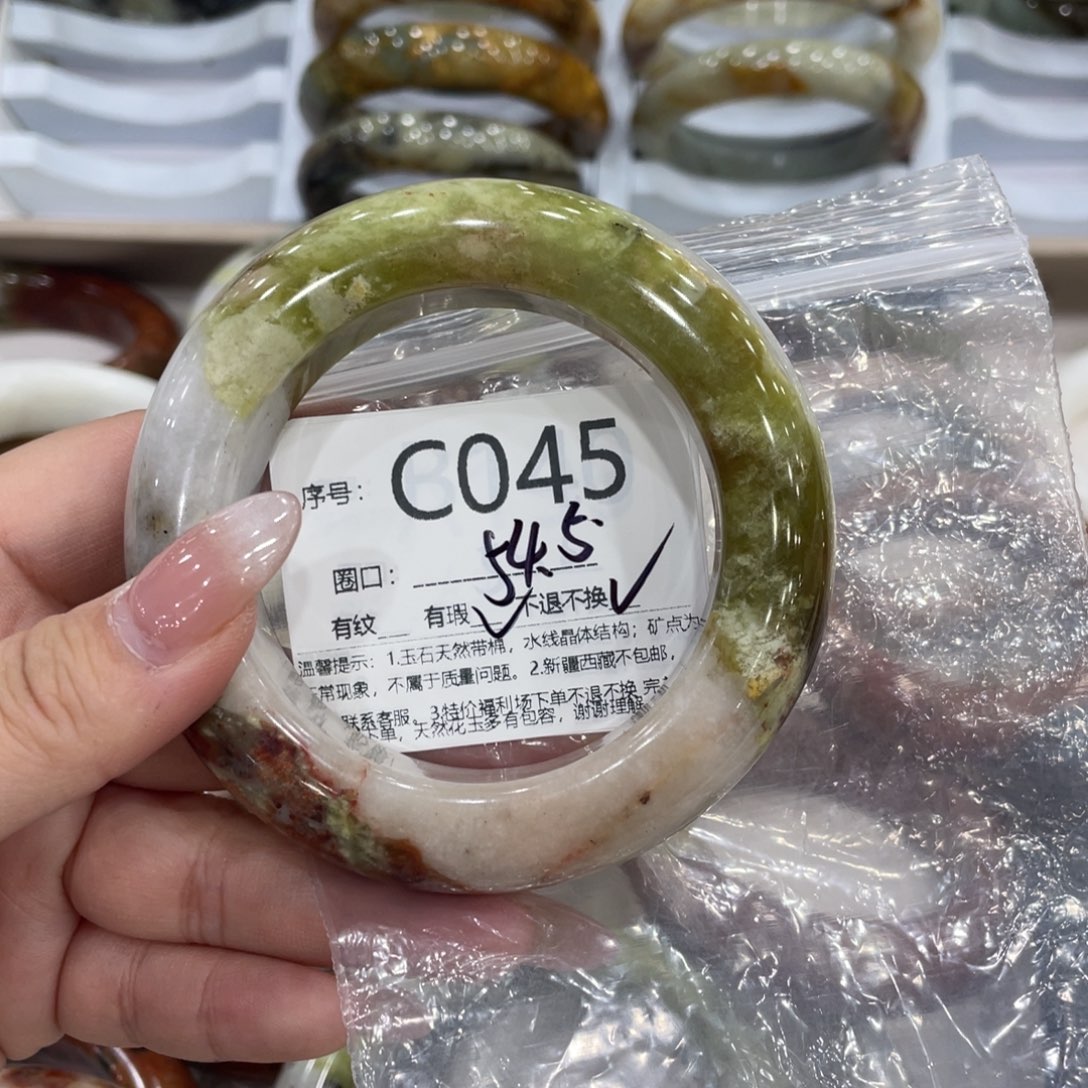 序号： C045
圈口： 54.5
有纹 有瑕 ✓ 不退不换 ✓
温馨提示：1.玉石天然带棉，水线晶体结构；矿点为
常现象，不属于质量问题。2.新疆西藏不包邮，
联系客服。3.特价福利场下单不退不换
下单，天然花玉多有包容，谢谢理解